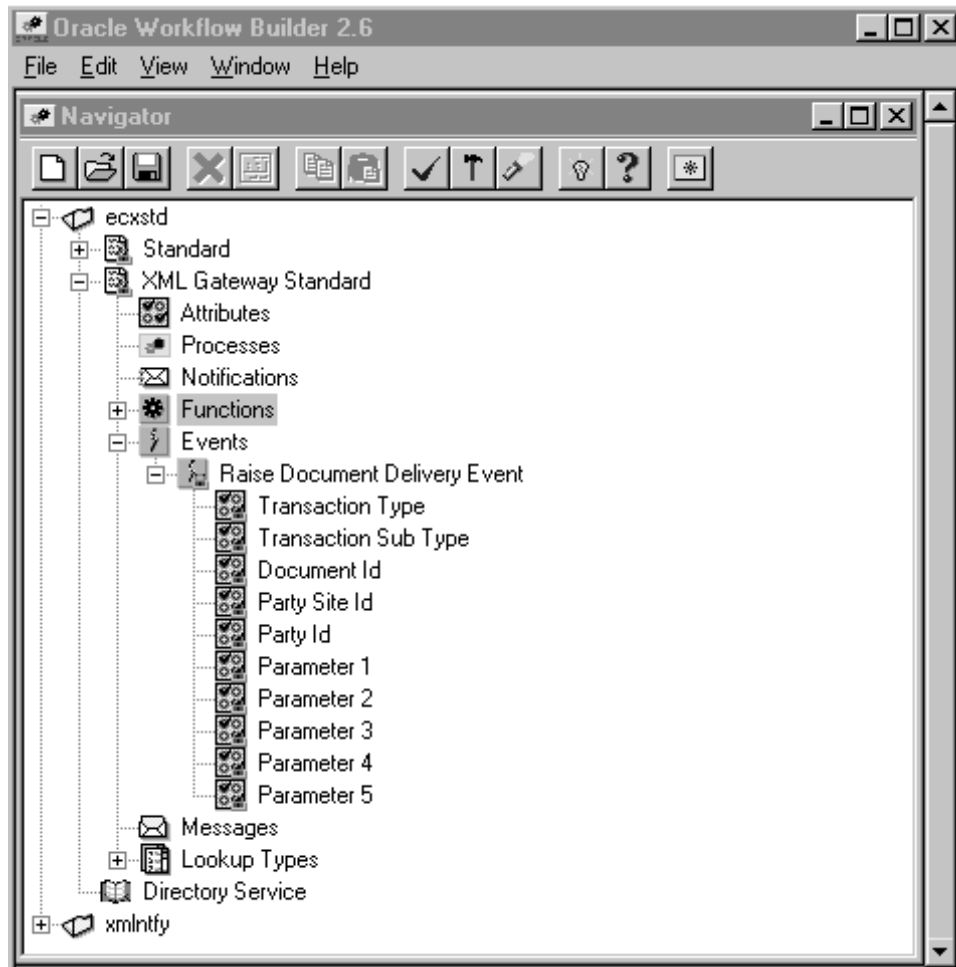 Oracle Workflow Builder 2.6
File Edit View Window Help
Navigator
ecxstd
Standard
XML Gateway Standard
Attributes
Processes
Notifications
Functions
Events
Raise Document Delivery Event
Transaction Type
Transaction Sub Type
Document Id
Party Site Id
Party Id
Parameter 1
Parameter 2
Parameter 3
Parameter 4
Parameter 5
Messages
Lookup Types
Directory Service
xmlntfy